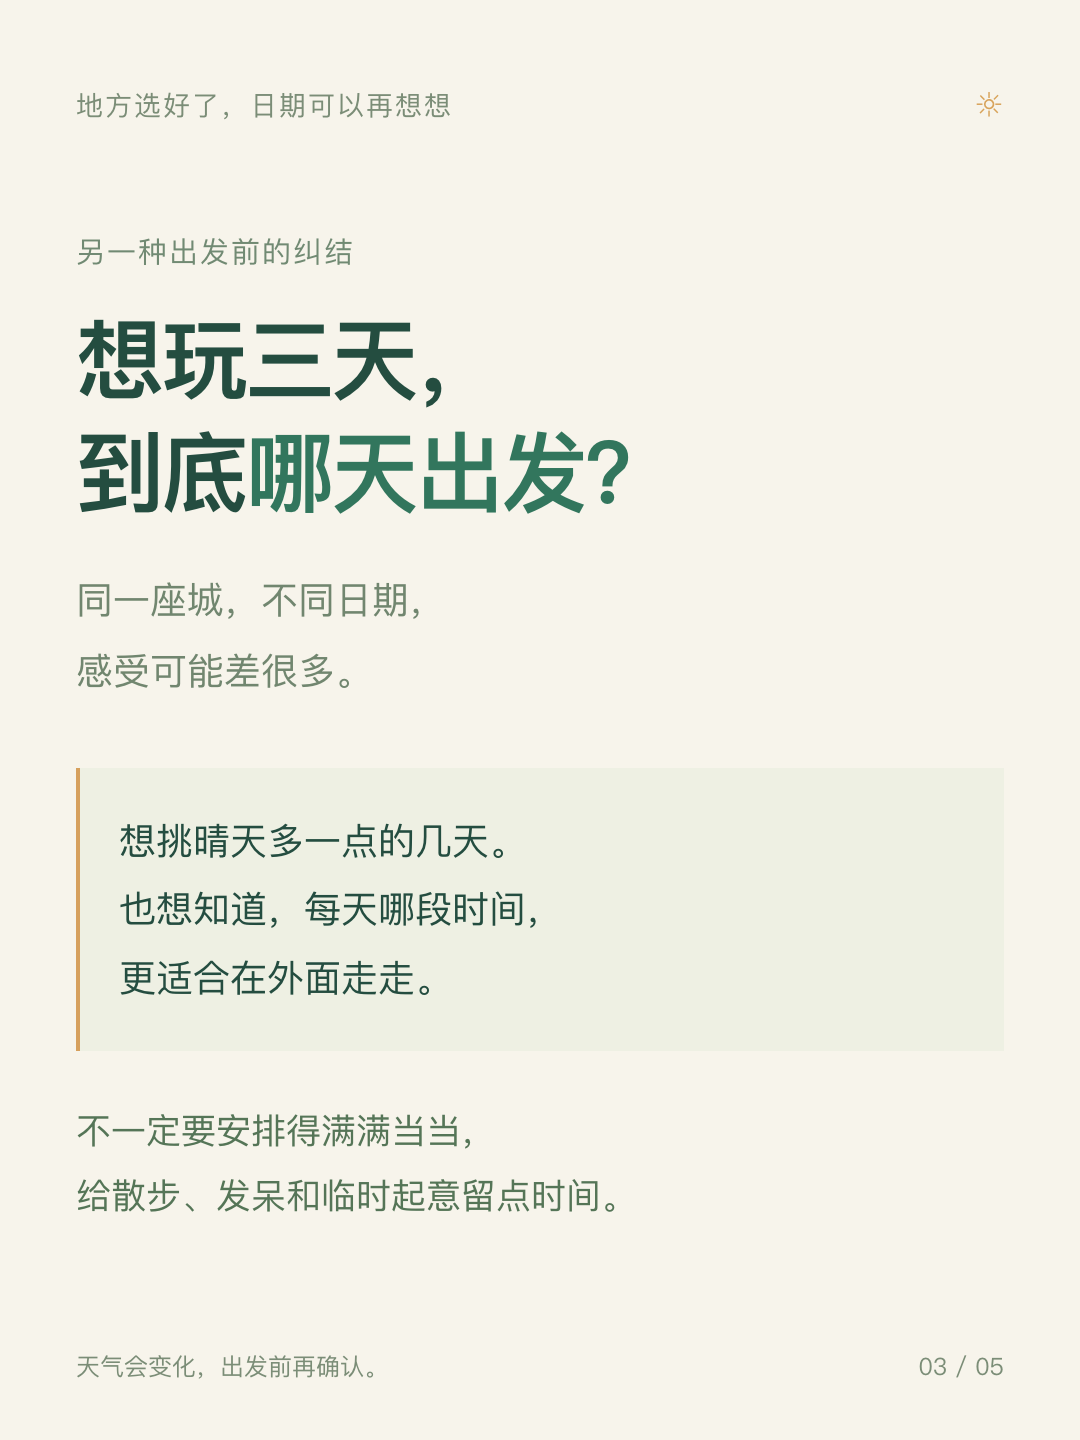 地方选好了，日期可以再想想
另一种出发前的纠结
想玩三天，
到底哪天出发？
同一座城，不同日期，
感受可能差很多。
想挑晴天多一点的几天。
也想知道，每天哪段时间，
更适合在外面走走。
不一定要安排得满满当当，
给散步、发呆和临时起意留点时间。
天气会变化，出发前再确认。
03 / 05